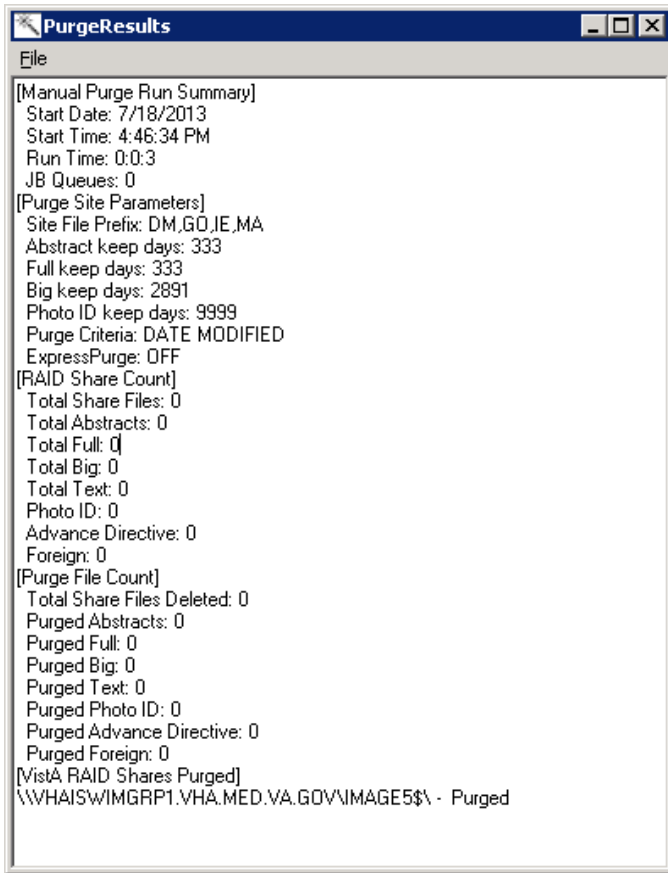 PurgeResults
File
[Manual Purge Run Summary]
Start Date: 7/18/2013
Start Time: 4:46:34 PM
Run Time: 0:0:3
JB Queues: 0
[Purge Site Parameters]
Site File Prefix: DM,GO,IE,MA
Abstract keep days: 333
Full keep days: 333
Big keep days: 2891
Photo ID keep days: 9999
Purge Criteria: DATE MODIFIED
ExpressPurge: OFF
[RAID Share Count]
Total Share Files: 0
Total Abstracts: 0
Total Full: 0
Total Big: 0
Total Text: 0
Photo ID: 0
Advance Directive: 0
Foreign: 0
[Purge File Count]
Total Share Files Deleted: 0
Purged Abstracts: 0
Purged Full: 0
Purged Big: 0
Purged Text: 0
Purged Photo ID: 0
Purged Advance Directive: 0
Purged Foreign: 0
[VistA RAID Shares Purged]
\\VHAISWIMGRP1.VHA.MED.VA.GOV\IMAGE5$\ - Purged